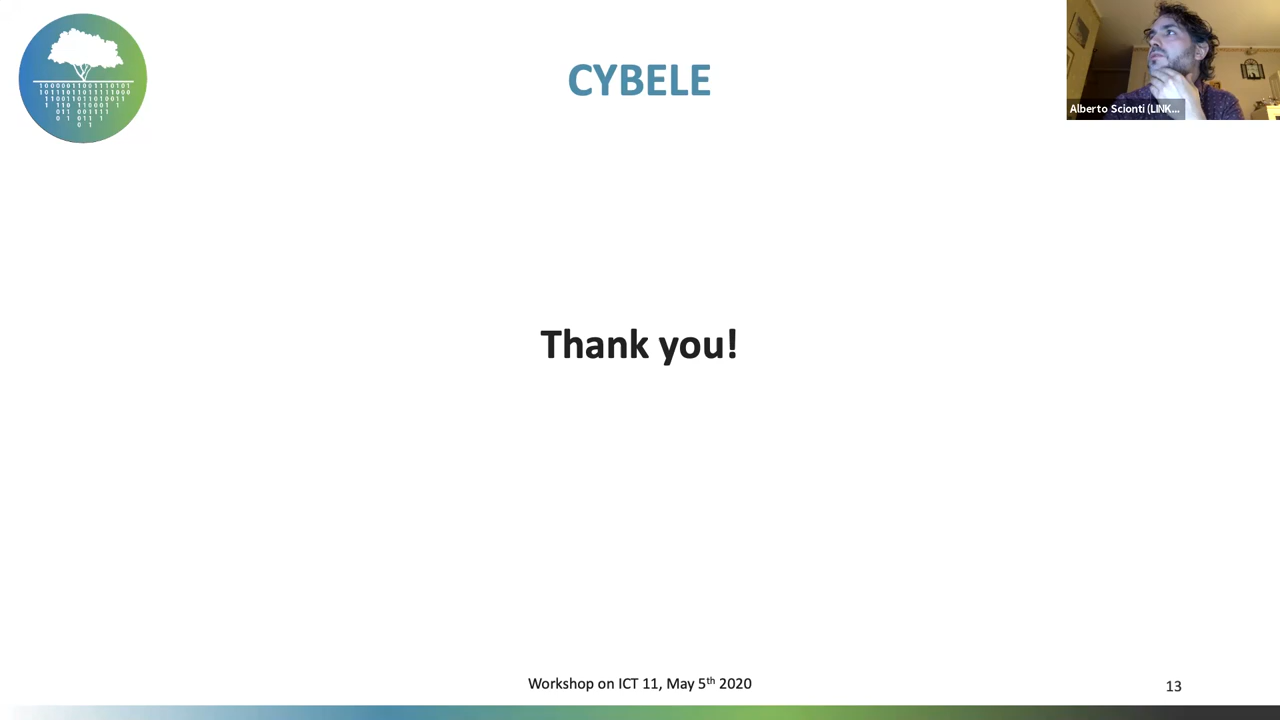 CYBELE
Alberto Scionti (LINK...
Thank you!
Workshop on ICT 11, May 5th 2020
13